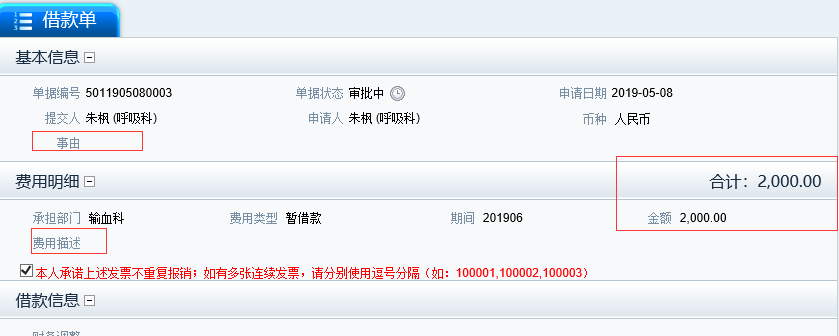 借款单
基本信息
单据编号 5011905080003 单据状态 审批中 申请日期 2019-05-08
提交人 朱枫 (呼吸科) 申请人 朱枫 (呼吸科) 币种 人民币
事由
费用明细 合计：2,000.00
承担部门 输血科 费用类型 暂借款 期间 201906 金额 2,000.00
费用描述
本人承诺上述发票不重复报销；如有多张连续发票，请分别使用逗号分隔（如：100001,100002,100003）
借款信息
财务调整